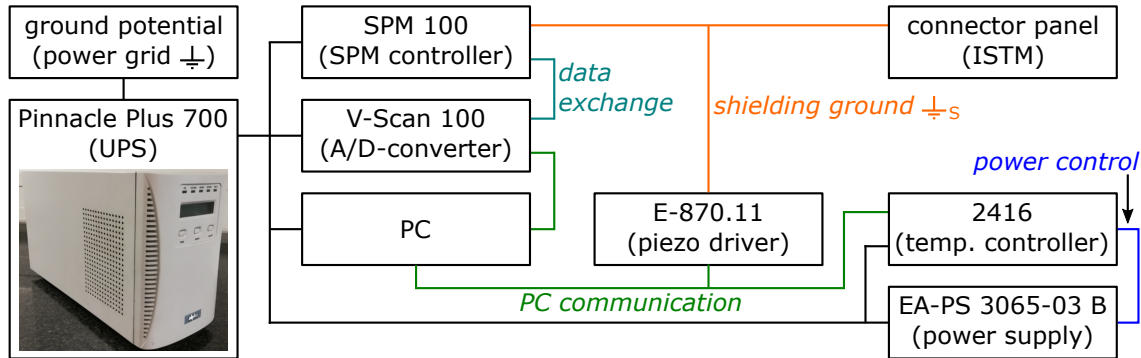 ground potential
(power grid ⏚)
Pinnacle Plus 700
(UPS)
SPM 100
(SPM controller)
data
exchange
V-Scan 100
(A/D-converter)
PC
shielding ground ⏚S
connector panel
(ISTM)
power control
E-870.11
(piezo driver)
2416
(temp. controller)
PC communication
EA-PS 3065-03 B
(power supply)